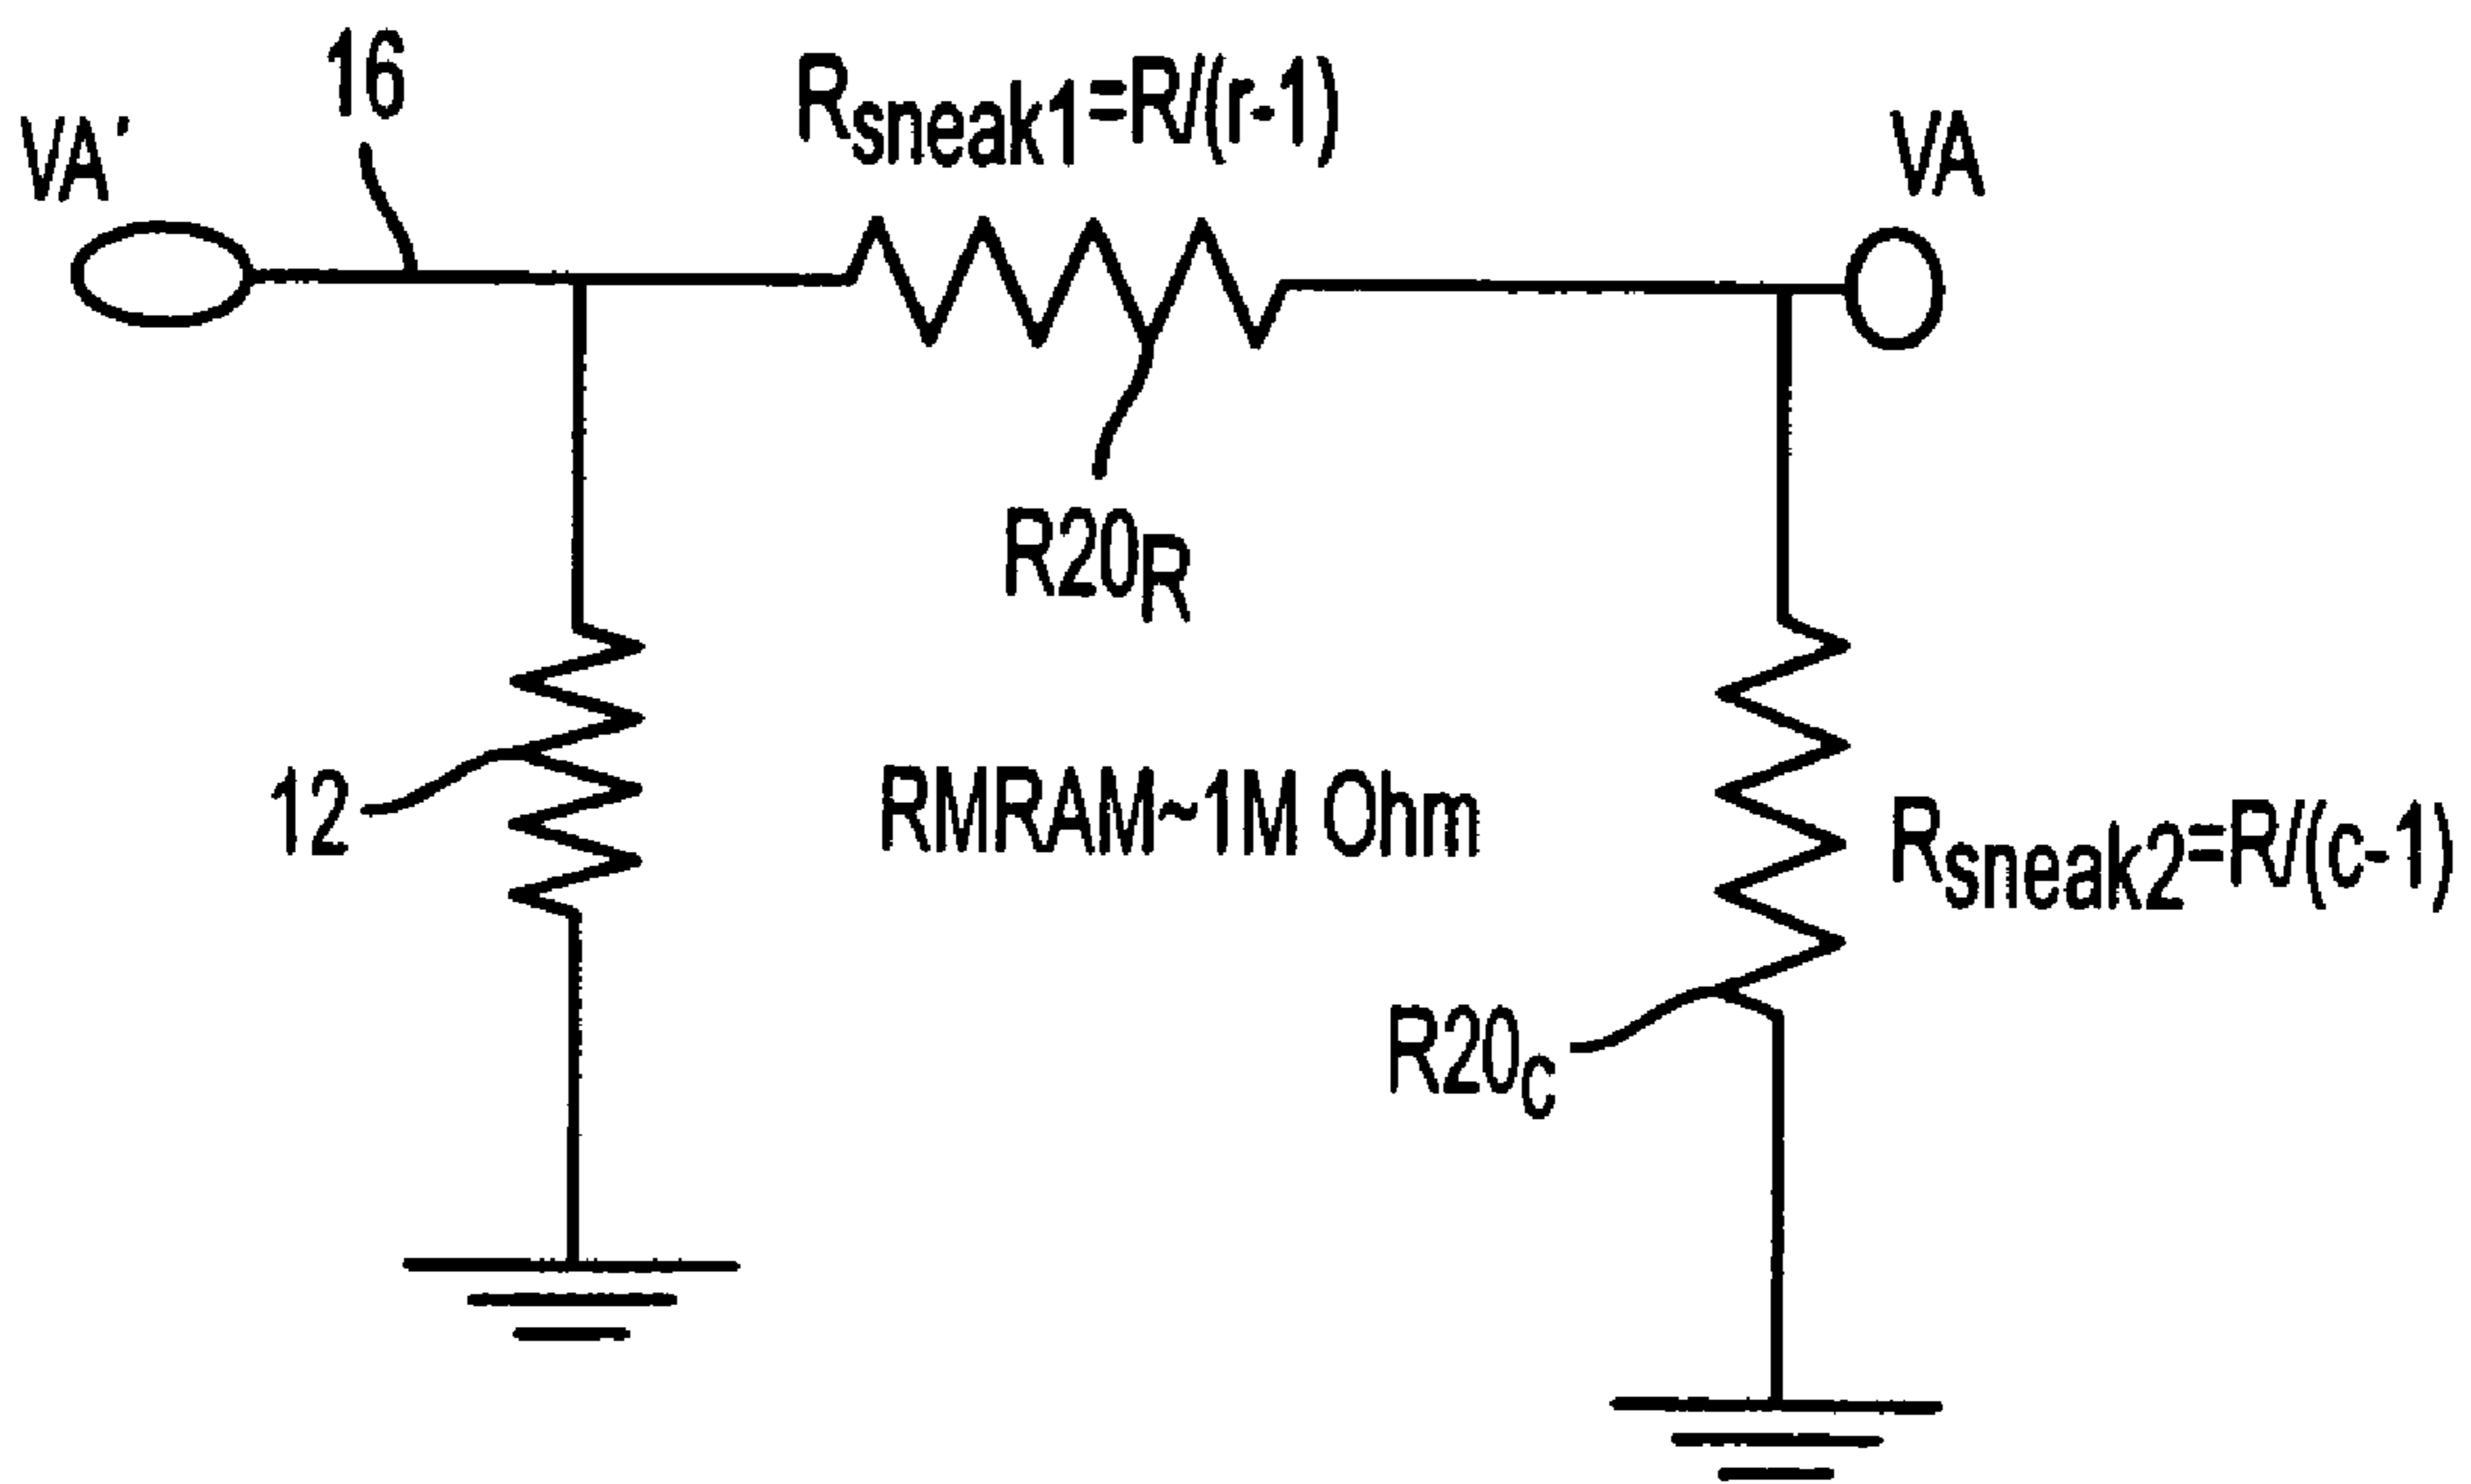 16
VA'
Rsneak1=R/(r-1)
VA
R20R
12
RMRAM~1M Ohm
Rsneak2=R/(c-1)
R20C